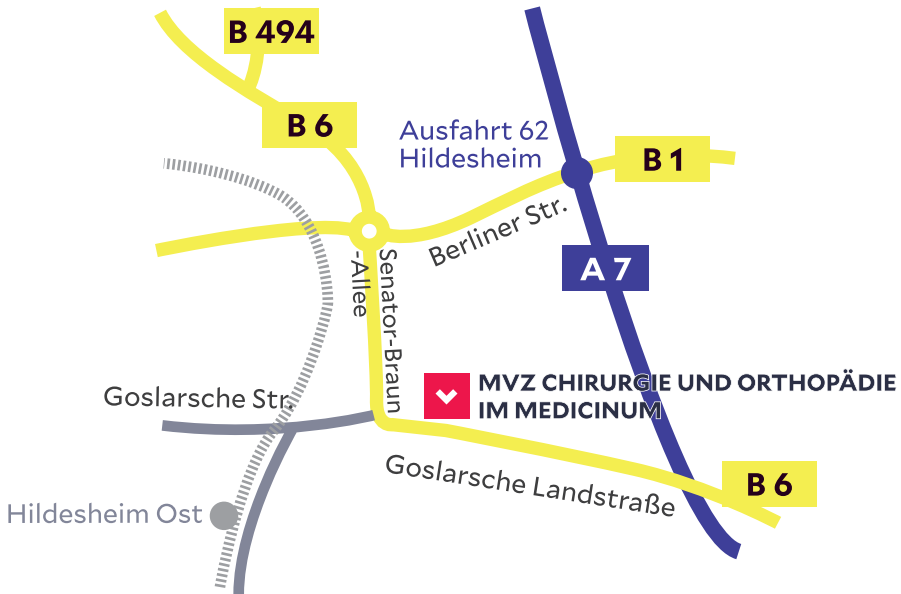 B 494
B 6
Ausfahrt 62
Hildesheim
B 1
Berliner Str.
A 7
Senator-Braun
-Allee
MVZ CHIRURGIE UND ORTHOPÄDIE
IM MEDICINUM
Goslarsche Str.
Goslarsche Landstraße
B 6
Hildesheim Ost